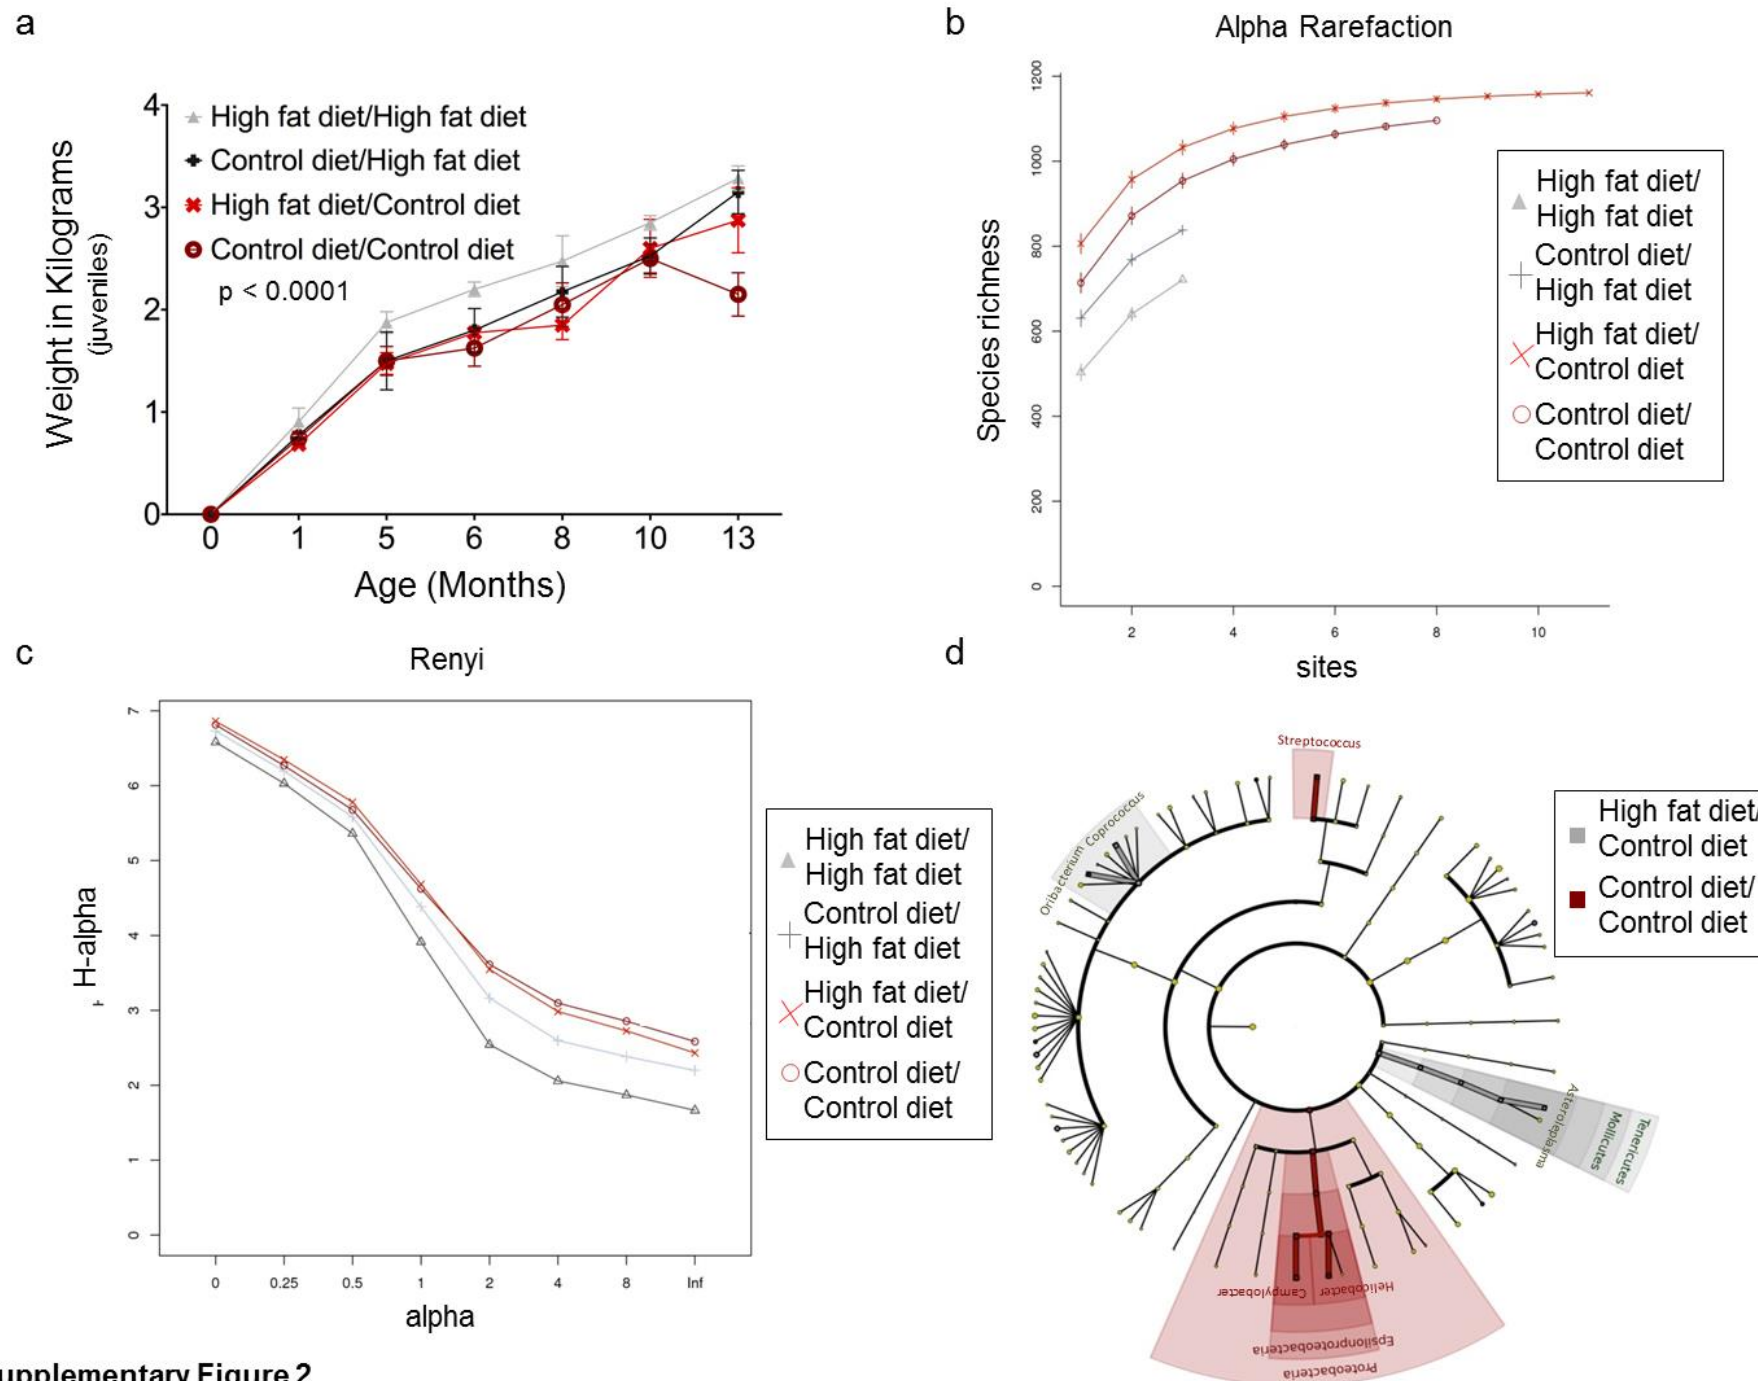 a
4
3
2
1
0
Weight in Kilograms
(juveniles)
High fat diet/High fat diet
Control diet/High fat diet
High fat diet/Control diet
Control diet/Control diet
p < 0.0001
0 1 5 6 8 10 13
Age (Months)
b
Alpha Rarefaction
1200
1000
800
600
400
200
0
Species richness
2 4 6 8 10
sites
High fat diet/
High fat diet
Control diet/
High fat diet
High fat diet/
Control diet
Control diet/
Control diet
c
Renyi
7
6
5
4
3
2
1
0
H-alpha
0 0.25 0.5 1 2 4 8 Inf
alpha
High fat diet/
High fat diet
Control diet/
High fat diet
High fat diet/
Control diet
Control diet/
Control diet
d
Streptococcus
Coprococcus
Oribacterium
Asteroleplasma
Mollicutes
Tenericutes
Campylobacter
Helicobacter
Epsilonproteobacteria
Proteobacteria
High fat diet/
Control diet
Control diet/
Control diet
upplementary Figure 2